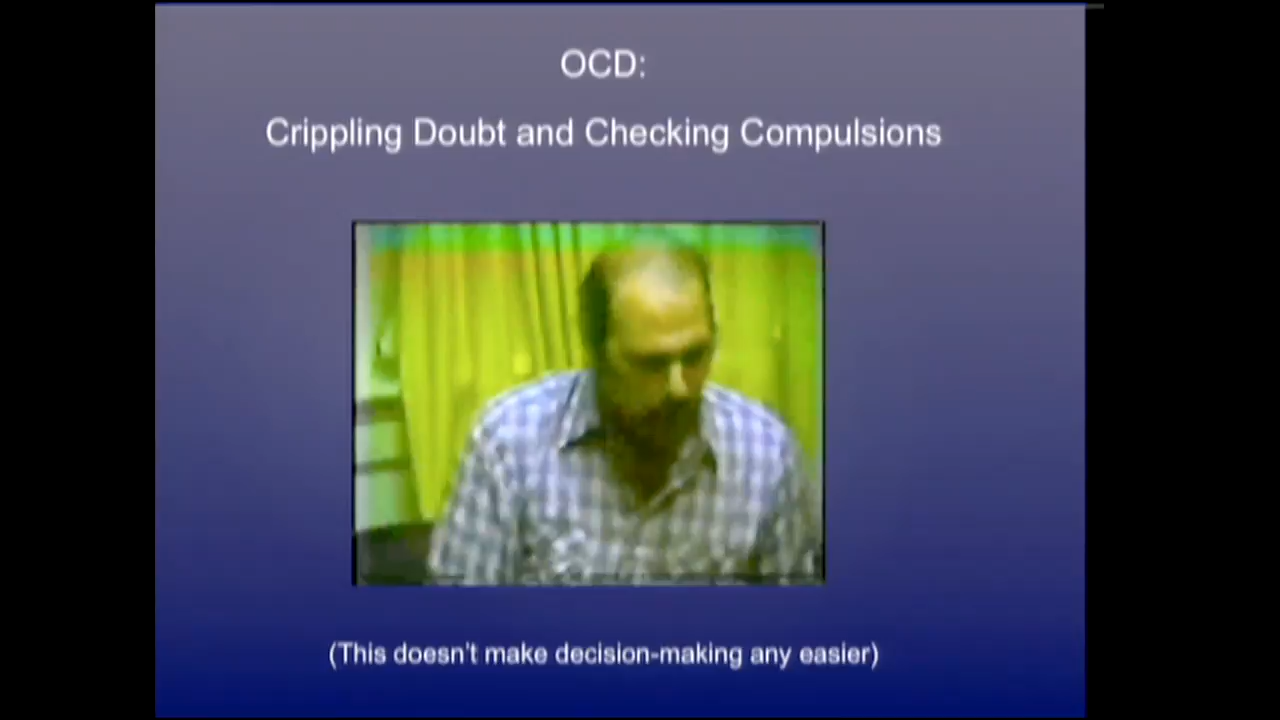 OCD:
Crippling Doubt and Checking Compulsions
(This doesn't make decision-making any easier)